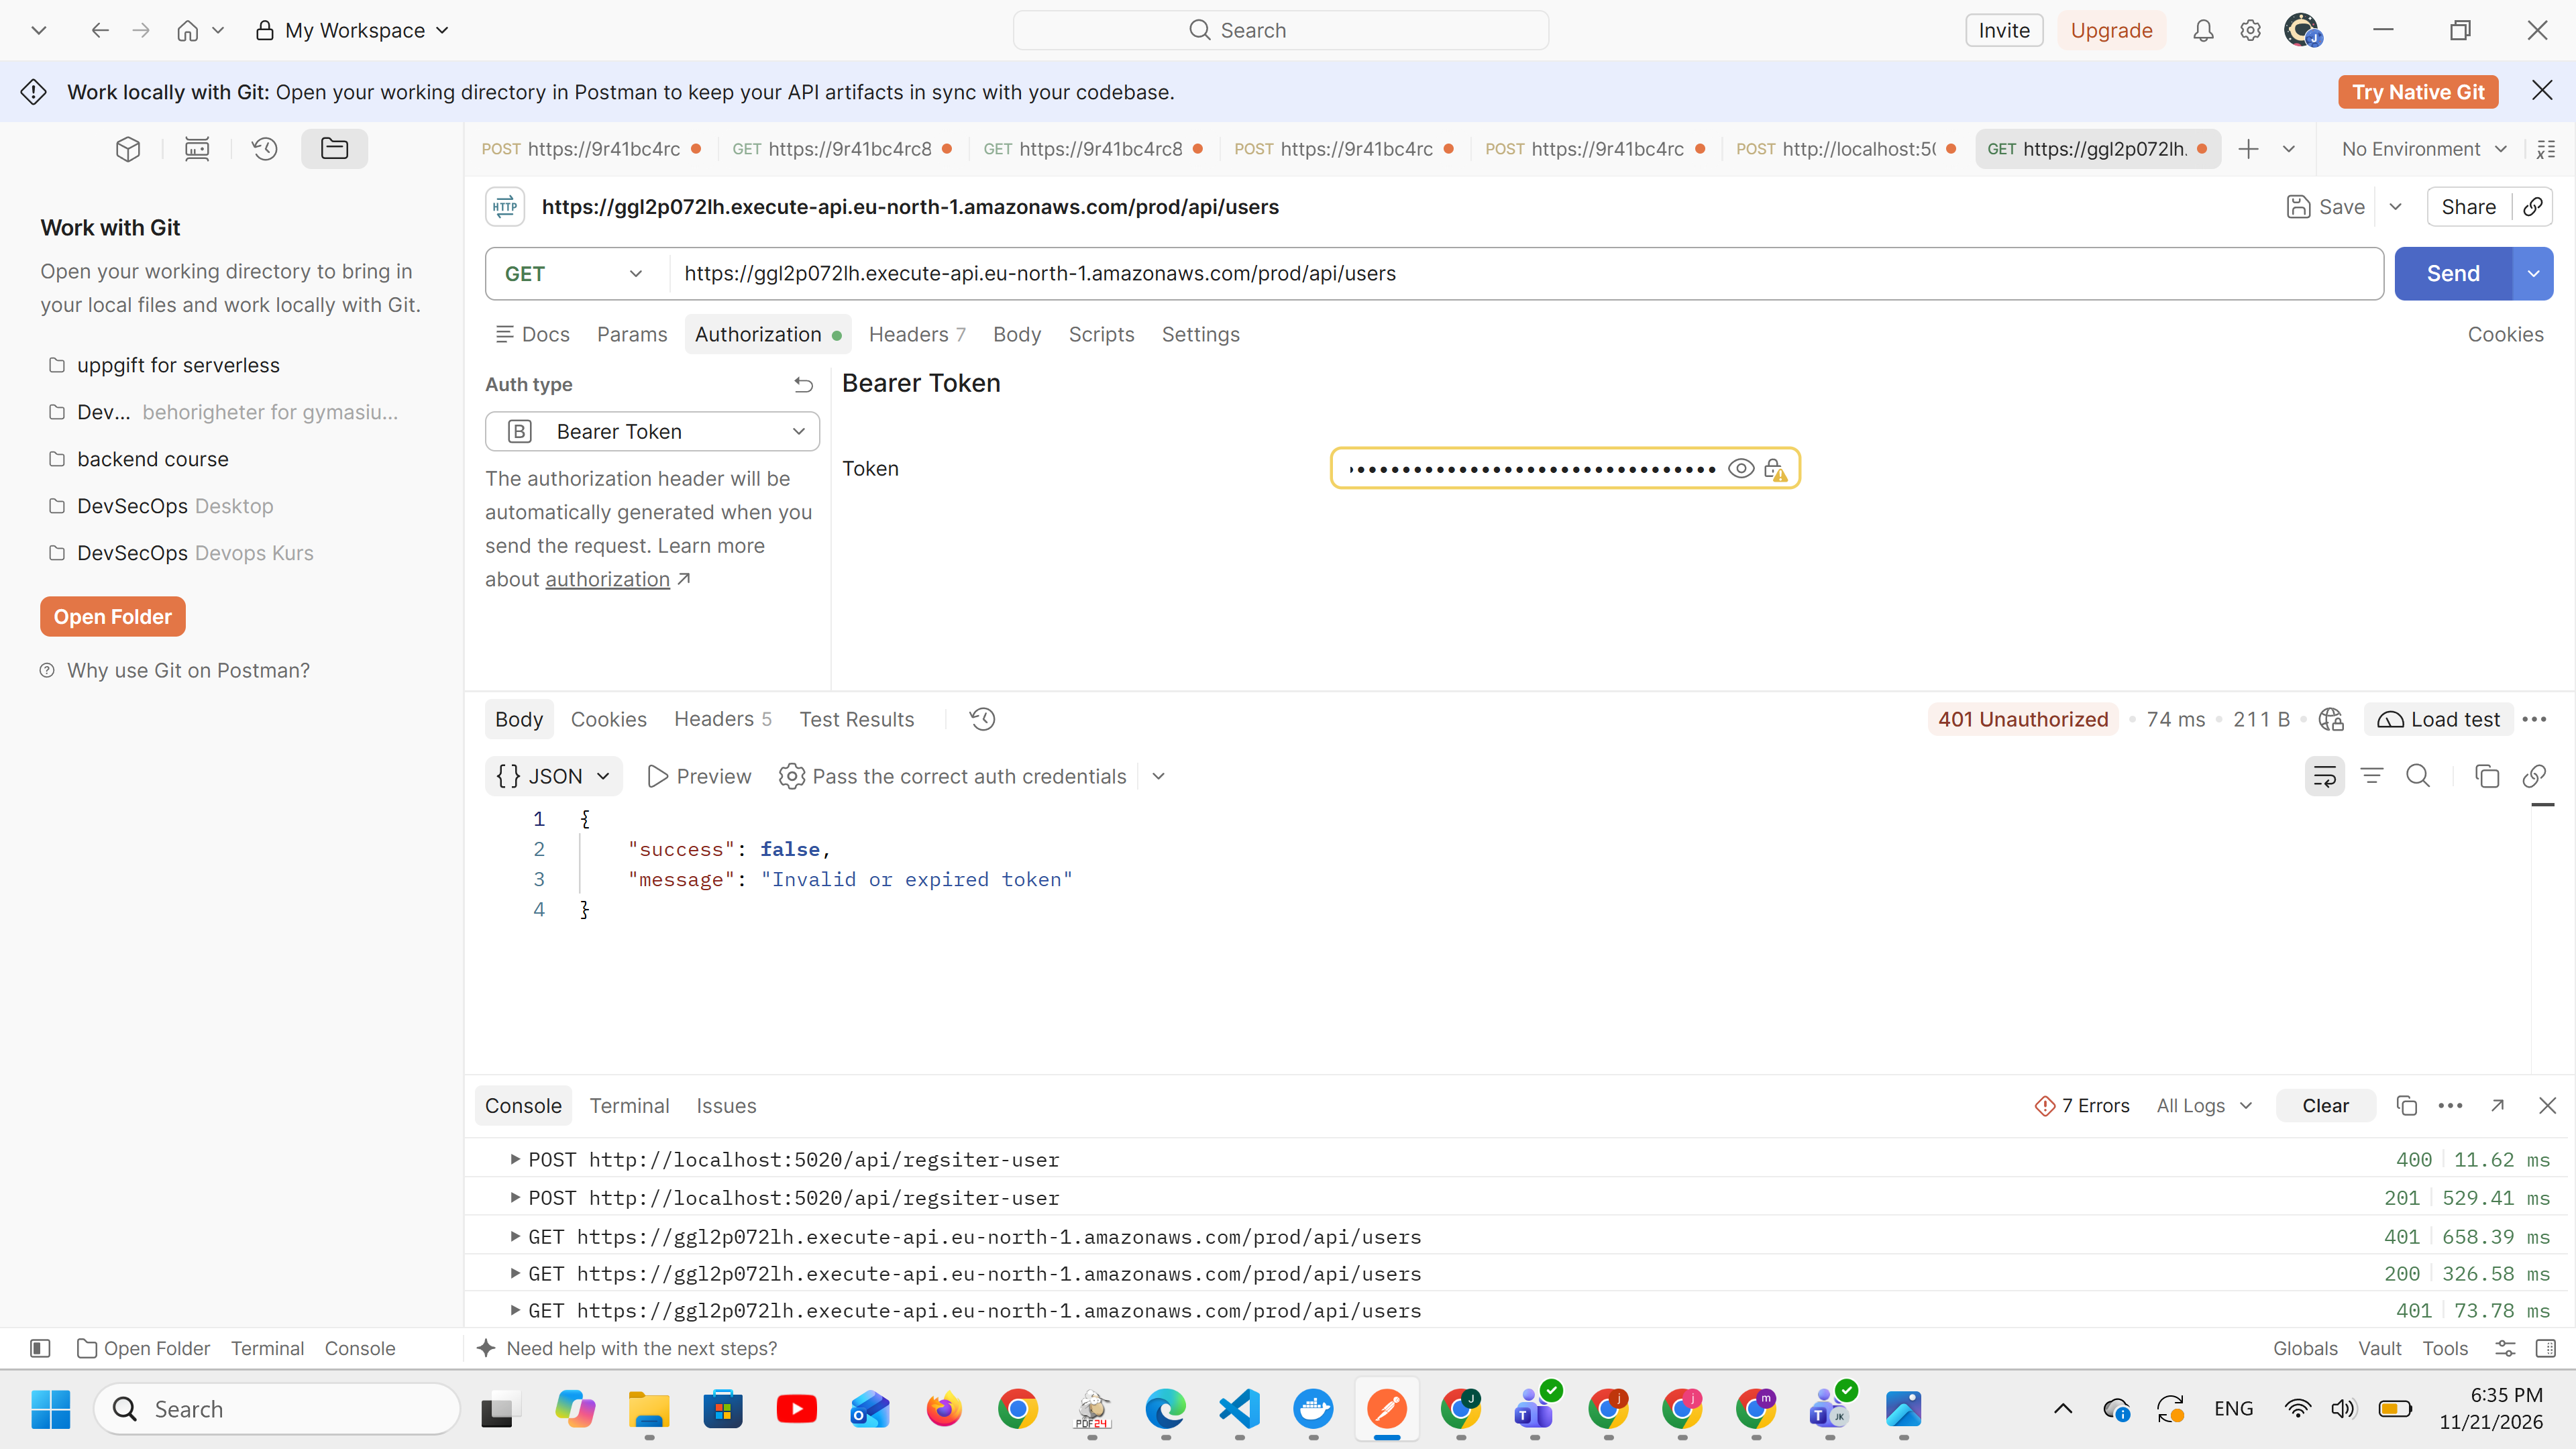 My Workspace
Search
Invite
Upgrade
J
Work locally with Git: Open your working directory in Postman to keep your API artifacts in sync with your codebase.
Try Native Git
POST https://9r41bc4rc
GET https://9r41bc4rc8
GET https://9r41bc4rc8
POST https://9r41bc4rc
POST https://9r41bc4rc
POST http://localhost:50
GET https://ggl2p072lh.
No Environment
Work with Git
Open your working directory to bring in
your local files and work locally with Git.
uppgift for serverless
Dev... behorigheter for gymasiu...
backend course
DevSecOps Desktop
DevSecOps Devops Kurs
Open Folder
Why use Git on Postman?
HTTP
https://ggl2p072lh.execute-api.eu-north-1.amazonaws.com/prod/api/users
Save
Share
GET
https://ggl2p072lh.execute-api.eu-north-1.amazonaws.com/prod/api/users
Send
Docs
Params
Authorization
Headers 7
Body
Scripts
Settings
Cookies
Auth type
B Bearer Token
The authorization header will be
automatically generated when you
send the request. Learn more
about authorization
Bearer Token
Token
Body
Cookies
Headers 5
Test Results
401 Unauthorized
74 ms
211 B
Load test
{} JSON
Preview
Pass the correct auth credentials
1 {
2 "success": false,
3 "message": "Invalid or expired token"
4 }
Console
Terminal
Issues
7 Errors
All Logs
Clear
POST http://localhost:5020/api/regsiter-user 400 11.62 ms
POST http://localhost:5020/api/regsiter-user 201 529.41 ms
GET https://ggl2p072lh.execute-api.eu-north-1.amazonaws.com/prod/api/users 401 658.39 ms
GET https://ggl2p072lh.execute-api.eu-north-1.amazonaws.com/prod/api/users 200 326.58 ms
GET https://ggl2p072lh.execute-api.eu-north-1.amazonaws.com/prod/api/users 401 73.78 ms
Open Folder
Terminal
Console
Need help with the next steps?
Globals
Vault
Tools
Search
PDF24
J
T
j
j
m
T
JK
ENG
6:35 PM
11/21/2026